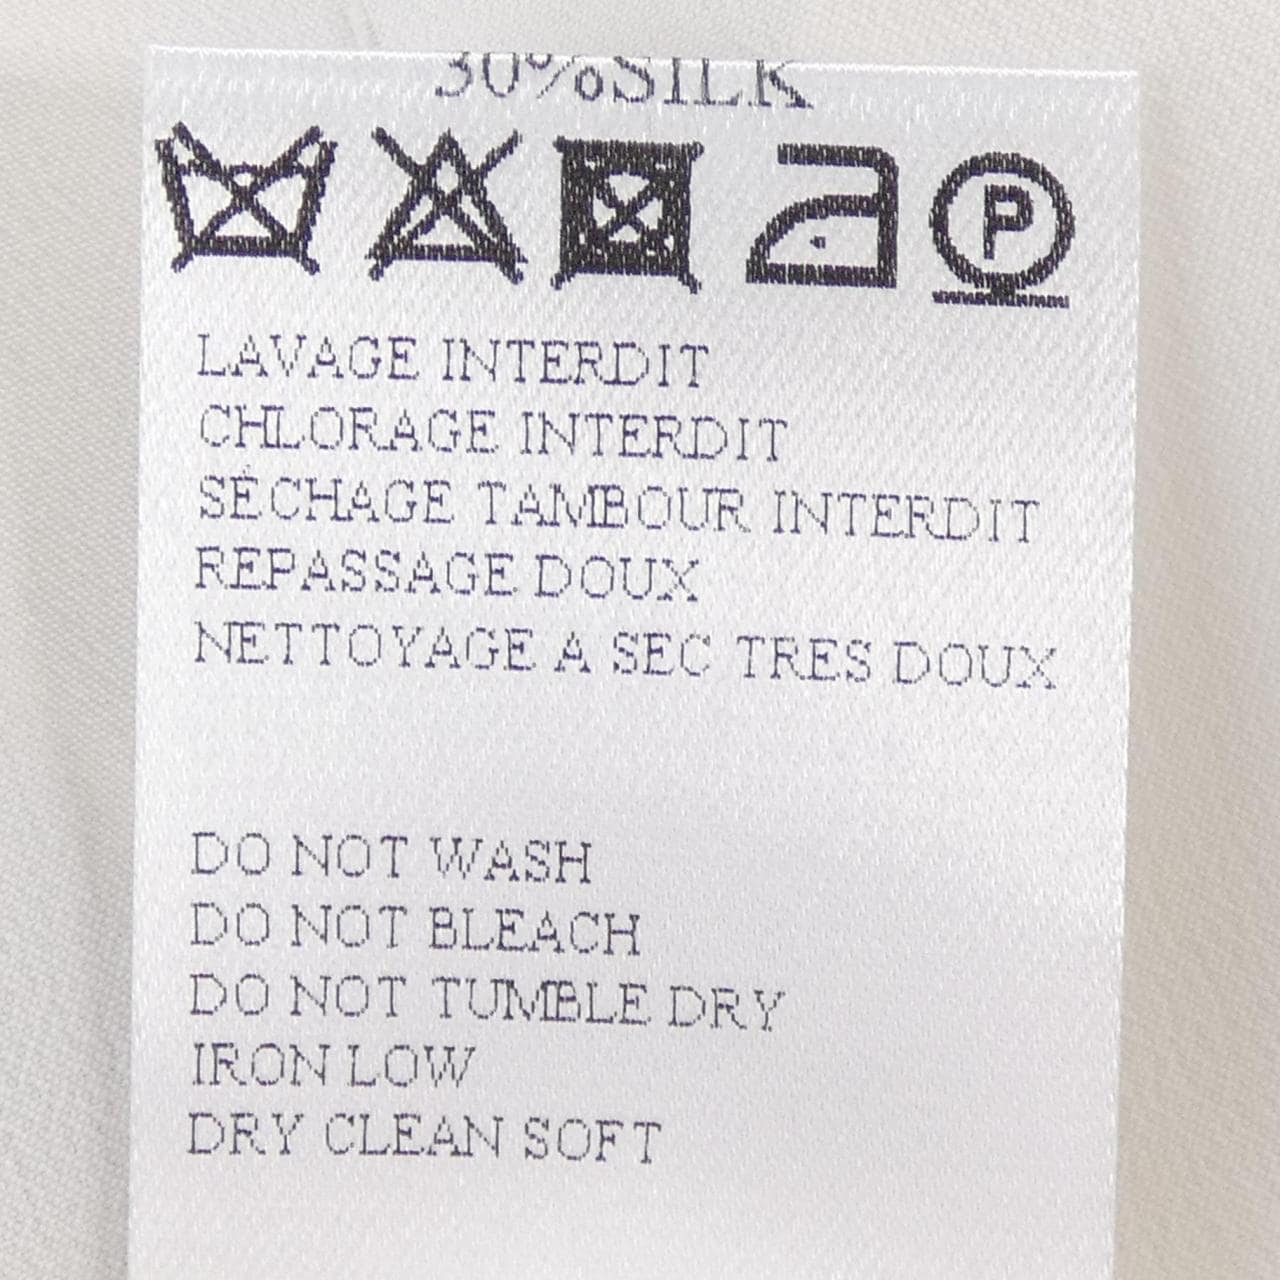 30%SILK
P
LAVAGE INTERDIT
CHLORAGE INTERDIT
SÉCHAGE TAMBOUR INTERDIT
REPASSAGE DOUX
NETTOYAGE A SEC TRES DOUX
DO NOT WASH
DO NOT BLEACH
DO NOT TUMBLE DRY
IRON LOW
DRY CLEAN SOFT